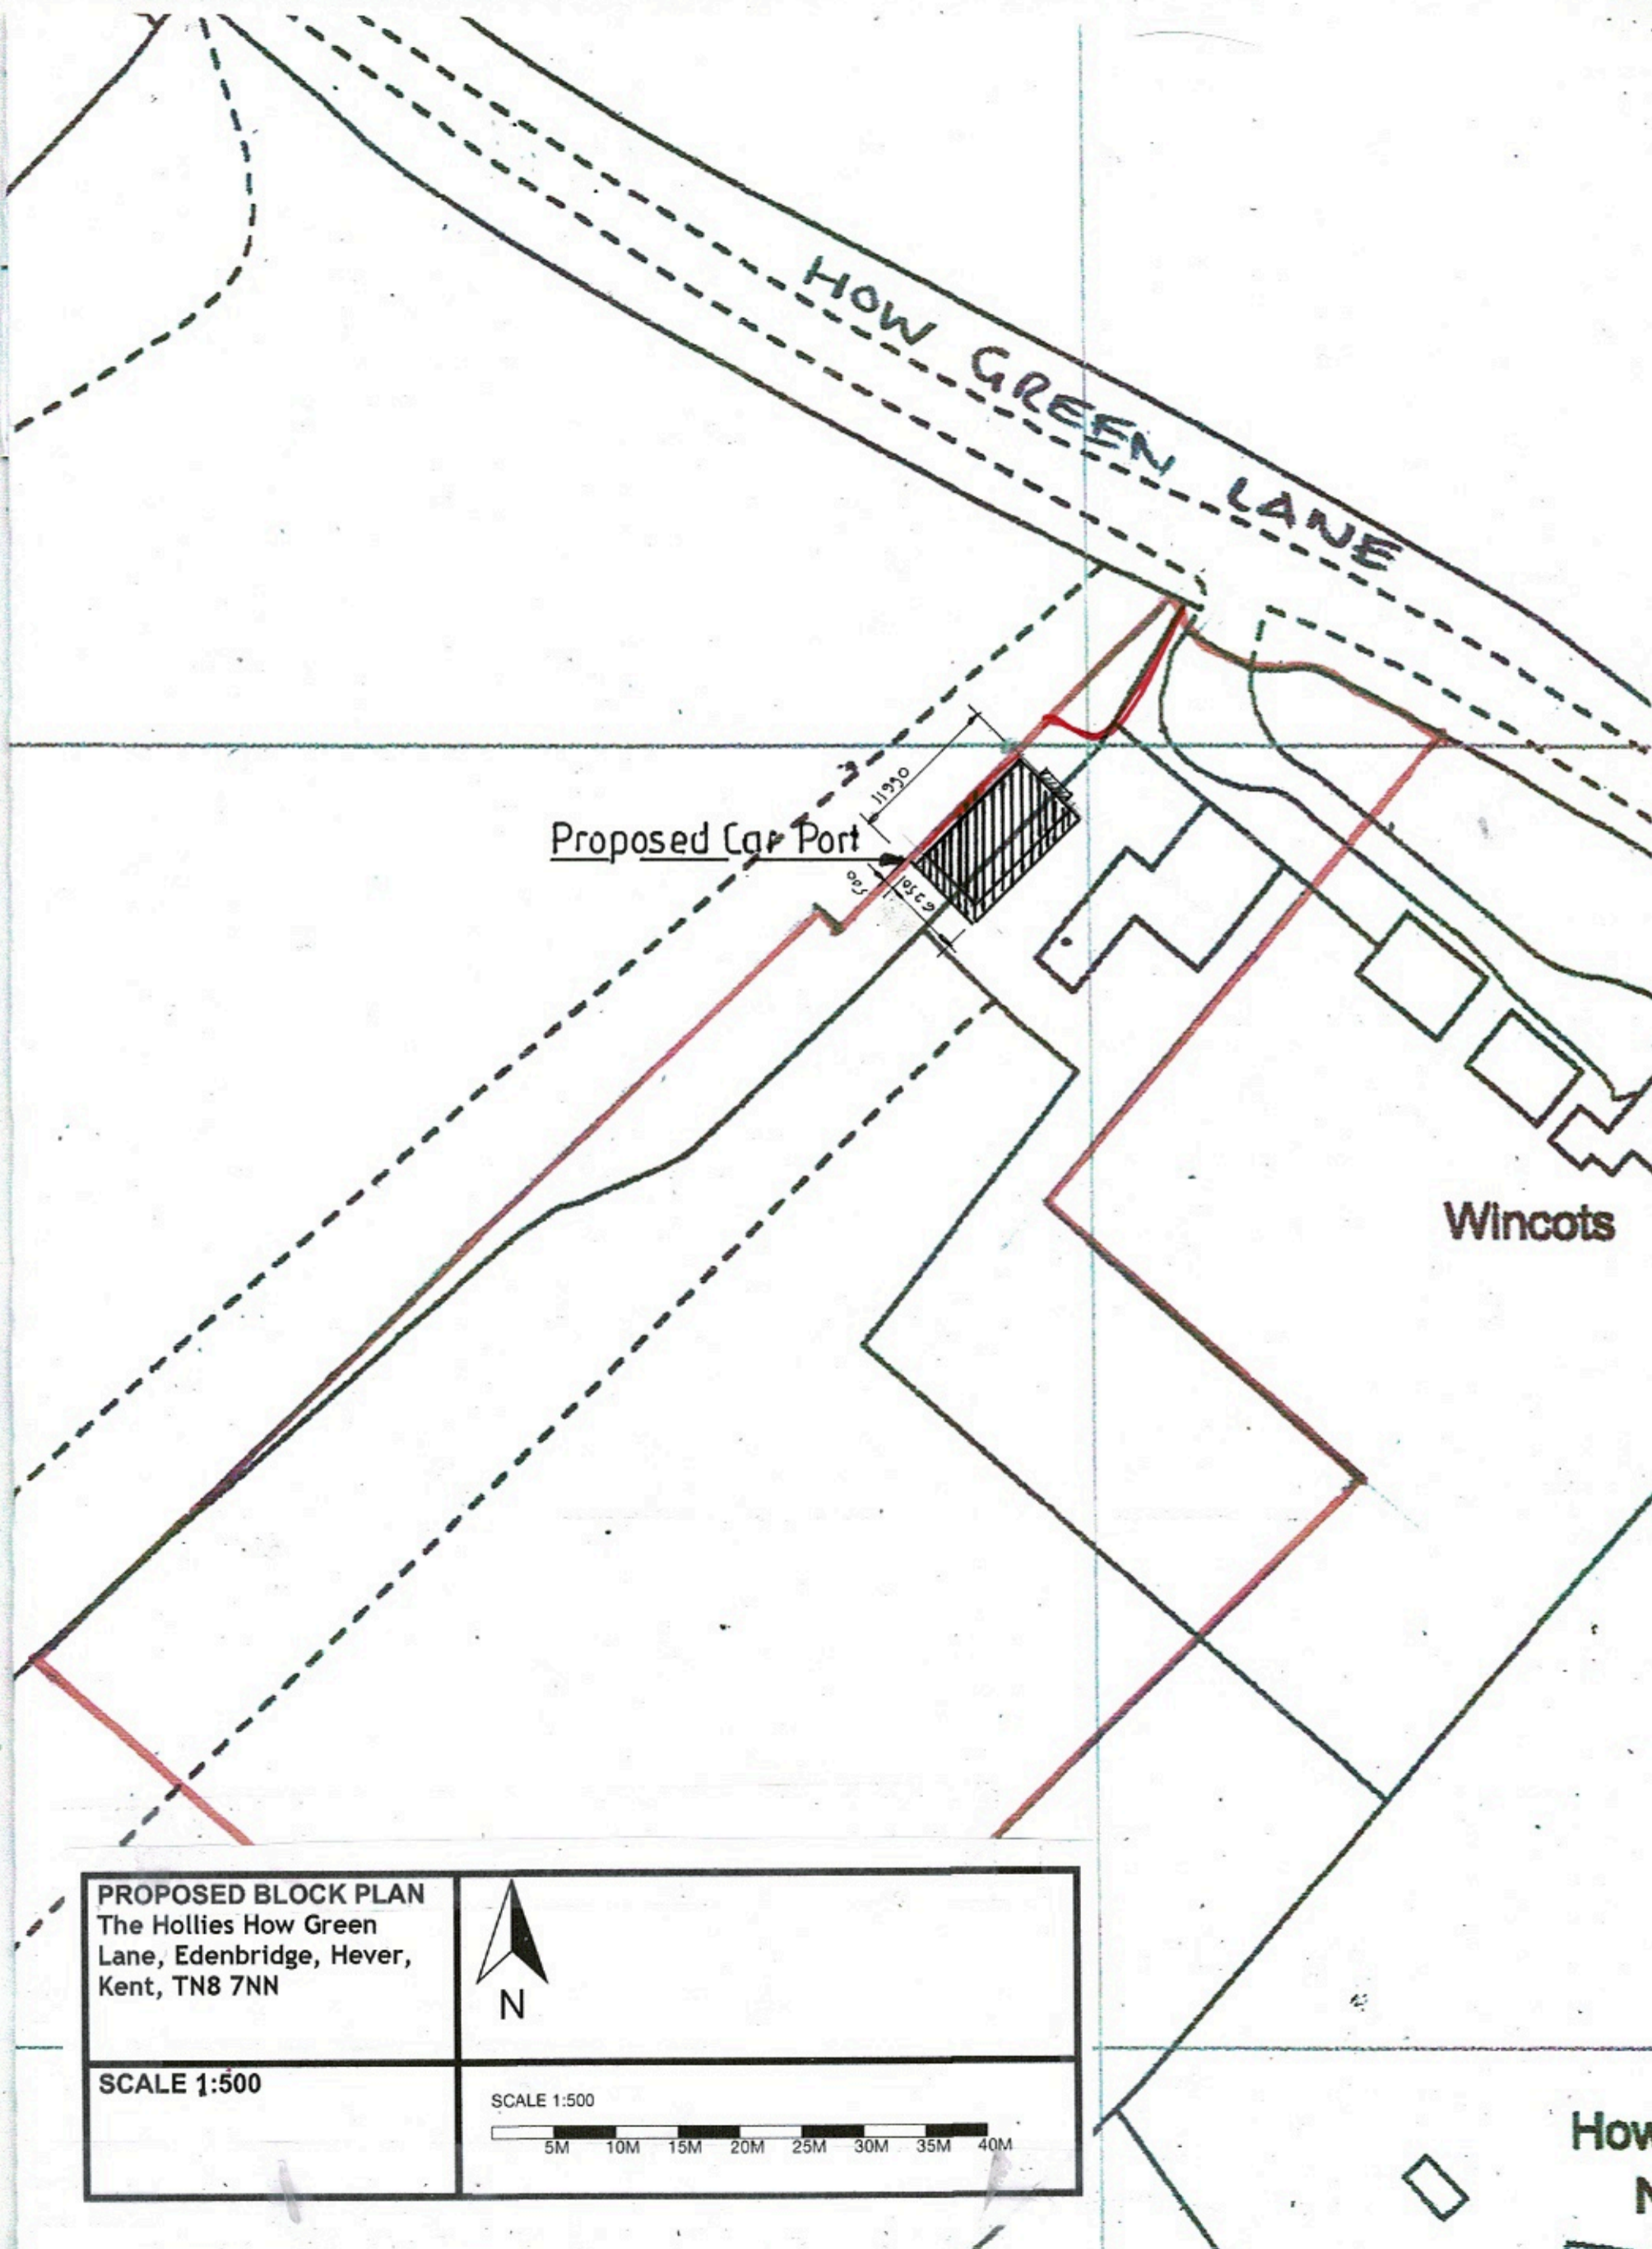 HOW GREEN LANE
11990
Proposed Car Port
500
6250
Wincots
PROPOSED BLOCK PLAN
The Hollies How Green
Lane, Edenbridge, Hever,
Kent, TN8 7NN
N
SCALE 1:500
SCALE 1:500
5M 10M 15M 20M 25M 30M 35M 40M
How
N